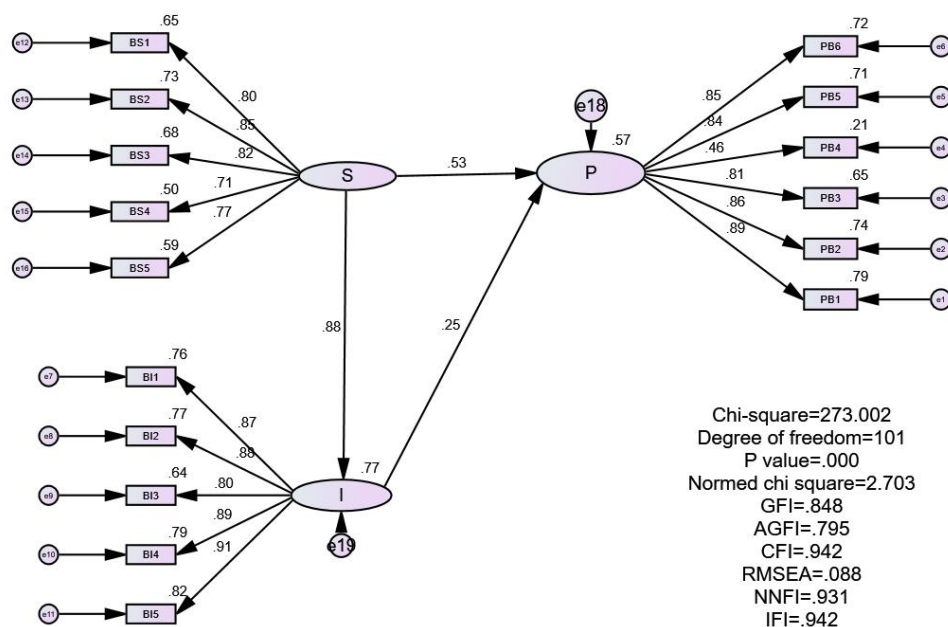 .65
e12 BS1
.80
.73
e13 BS2
.85
.68
e14 BS3
.82
.50
e15 BS4
.71
.77
.59
e16 BS5
S
.53
e18
.57
P
.72
PB6 e6
.85
.71
PB5 e5
.84
.21
PB4 e4
.46
.65
PB3 e3
.81
.74
PB2 e2
.86
.79
PB1 e1
.89
.88
.25
.76
e7 BI1
.87
.77
e8 BI2
.88
.64
e9 BI3
.80
.79
e10 BI4
.89
.82
e11 BI5
.91
.77
I
e19
Chi-square=273.002
Degree of freedom=101
P value=.000
Normed chi square=2.703
GFI=.848
AGFI=.795
CFI=.942
RMSEA=.088
NNFI=.931
IFI=.942